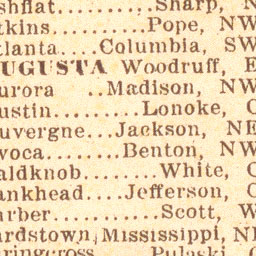 shflat..........Sharp, N
tkins..........Pope, NW
tlanta....Columbia, SW
UGUSTA Woodruff, E
urora ..Madison, NW
ustin.........Lonoke, C
uvergne...Jackson, NE
voca........Benton, NW
aldknob........White, C
ankhead....Jefferson, C
arber..........Scott, W
ardstown, Mississippi, NE
ringcross Pulaski, C